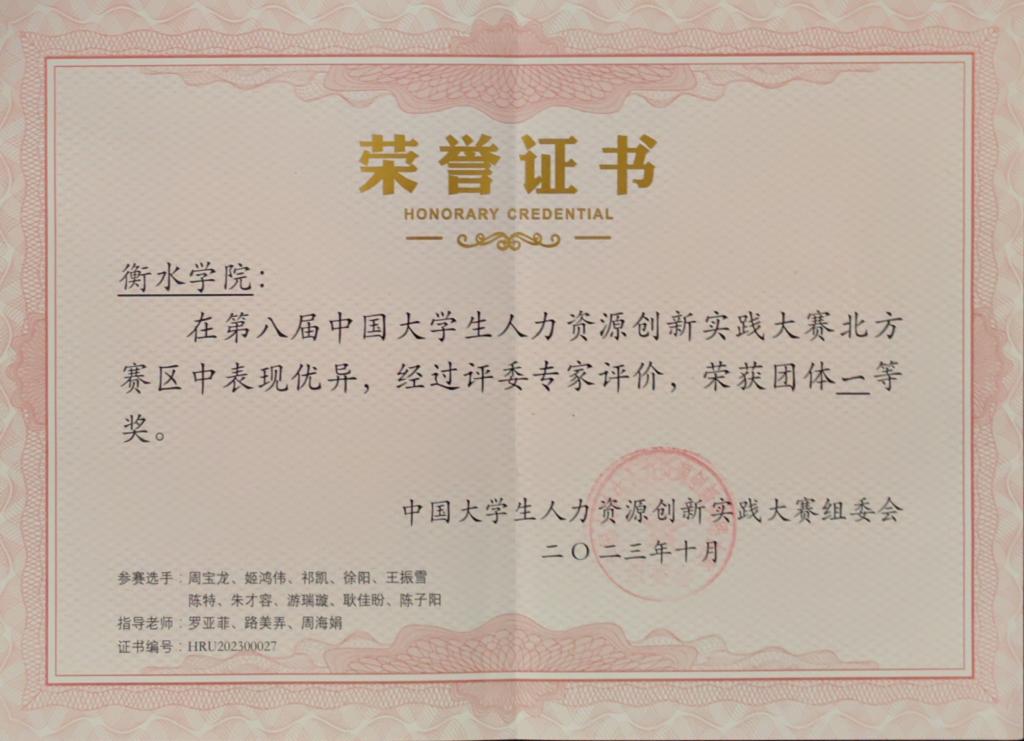 荣誉证书
HONORARY CREDENTIAL
衡水学院：
在第八届中国大学生人力资源创新实践大赛北方
赛区中表现优异，经过评委专家评价，荣获团体一等
奖。
中国大学生人力资源创新实践大赛组委会
二〇二三年十月
参赛选手：周宝龙、姬鸿伟、祁凯、徐阳、王振雪
陈特、朱才容、游瑞璇、耿佳盼、陈子阳
指导老师：罗亚菲、路美弄、周海娟
证书编号：HRU202300027